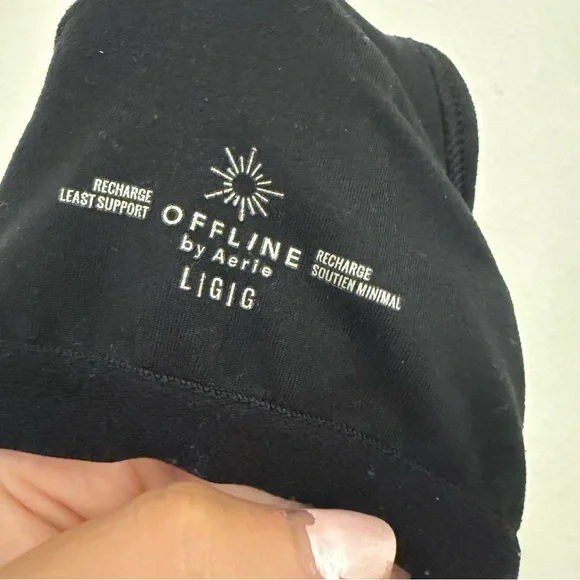 RECHARGE
LEAST SUPPORT
OFFLINE
by Aerie
L|G|G
RECHARGE
SOUTIEN MINIMAL